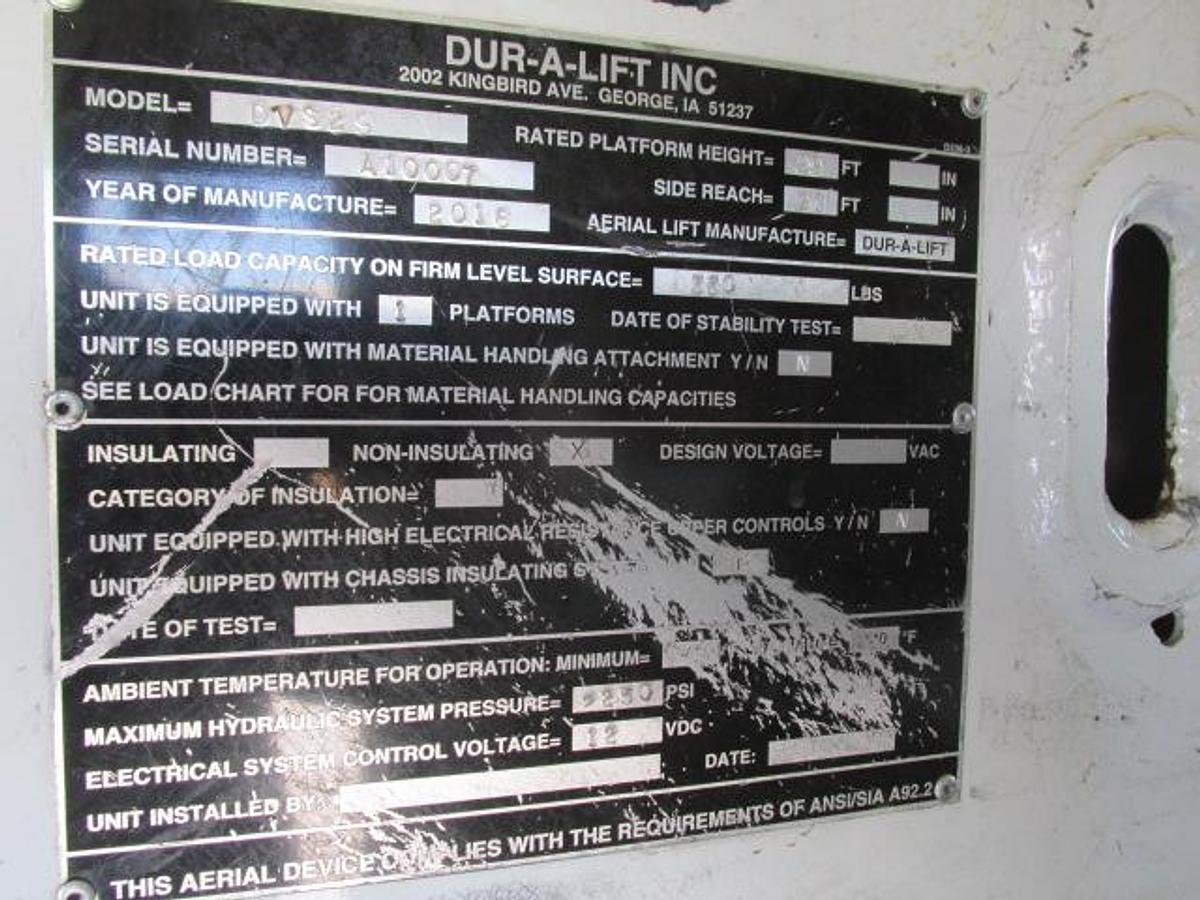 DUR-A-LIFT INC
2002 KINGBIRD AVE. GEORGE, IA 51237
MODEL=
RATED PLATFORM HEIGHT= FT IN
SERIAL NUMBER= A10007
SIDE REACH= FT IN
YEAR OF MANUFACTURE= 2016
AERIAL LIFT MANUFACTURE= DUR-A-LIFT
RATED LOAD CAPACITY ON FIRM LEVEL SURFACE= LBS
UNIT IS EQUIPPED WITH 1 PLATFORMS DATE OF STABILITY TEST=
UNIT IS EQUIPPED WITH MATERIAL HANDLING ATTACHMENT Y / N N
SEE LOAD CHART FOR FOR MATERIAL HANDLING CAPACITIES
INSULATING NON-INSULATING X DESIGN VOLTAGE= VAC
CATEGORY OF INSULATION=
UNIT EQUIPPED WITH HIGH ELECTRICAL RESISTANCE UPPER CONTROLS Y / N N
UNIT EQUIPPED WITH CHASSIS INSULATING
DATE OF TEST=
AMBIENT TEMPERATURE FOR OPERATION: MINIMUM= °F
MAXIMUM HYDRAULIC SYSTEM PRESSURE= PSI
ELECTRICAL SYSTEM CONTROL VOLTAGE= 12 VDC
UNIT INSTALLED BY: DATE:
THIS AERIAL DEVICE COMPLIES WITH THE REQUIREMENTS OF ANSI/SIA A92.2